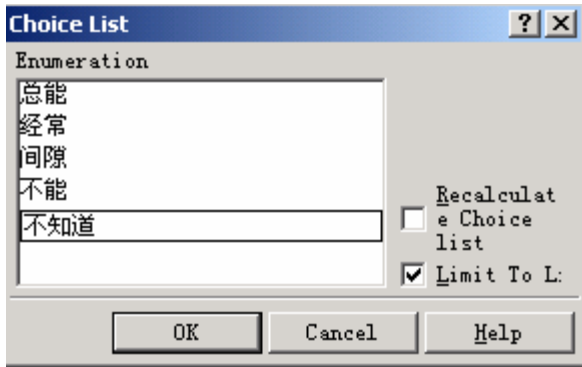 Choice List
Enumeration
总能
经常
间隙
不能
不知道
Recalculat
e Choice
list
Limit To L:
OK
Cancel
Help